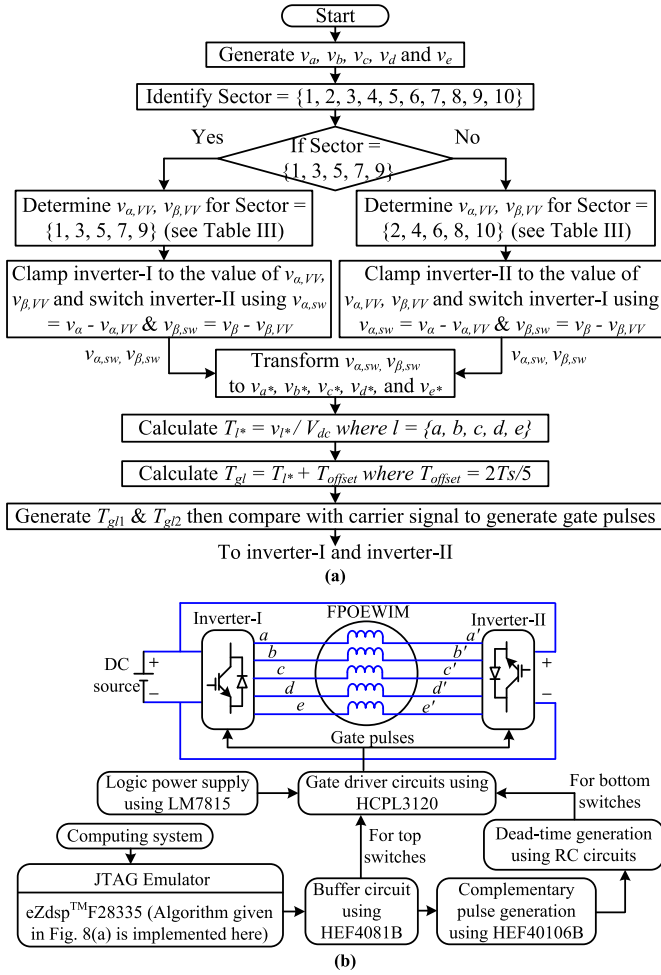 Start
Generate va, vb, vc, vd and ve
Identify Sector = {1, 2, 3, 4, 5, 6, 7, 8, 9, 10}
Yes
If Sector =
{1, 3, 5, 7, 9}
No
Determine vα,VV, vβ,VV for Sector =
{1, 3, 5, 7, 9} (see Table III)
Determine vα,VV, vβ,VV for Sector =
{2, 4, 6, 8, 10} (see Table III)
Clamp inverter-I to the value of vα,VV,
vβ,VV and switch inverter-II using vα,sw
= vα - vα,VV & vβ,sw = vβ - vβ,VV
Clamp inverter-II to the value of
vα,VV, vβ,VV and switch inverter-I using
vα,sw = vα - vα,VV & vβ,sw = vβ - vβ,VV
vα,sw, vβ,sw
Transform vα,sw, vβ,sw
to va*, vb*, vc*, vd*, and ve*
vα,sw, vβ,sw
Calculate Tl* = vl* / Vdc where l = {a, b, c, d, e}
Calculate Tgl = Tl* + Toffset where Toffset = 2Ts/5
Generate Tgl1 & Tgl2 then compare with carrier signal to generate gate pulses
To inverter-I and inverter-II
(a)
Inverter-I
FPOEWIM
Inverter-II
a
a'
b
b'
c
c'
d
d'
e
e'
DC
source
+
−
+
−
Gate pulses
Logic power supply
using LM7815
Gate driver circuits using
HCPL3120
For bottom
switches
Computing system
For top
switches
Dead-time generation
using RC circuits
JTAG Emulator
eZdsp™F28335 (Algorithm given
in Fig. 8(a) is implemented here)
Buffer circuit
using
HEF4081B
Complementary
pulse generation
using HEF40106B
(b)